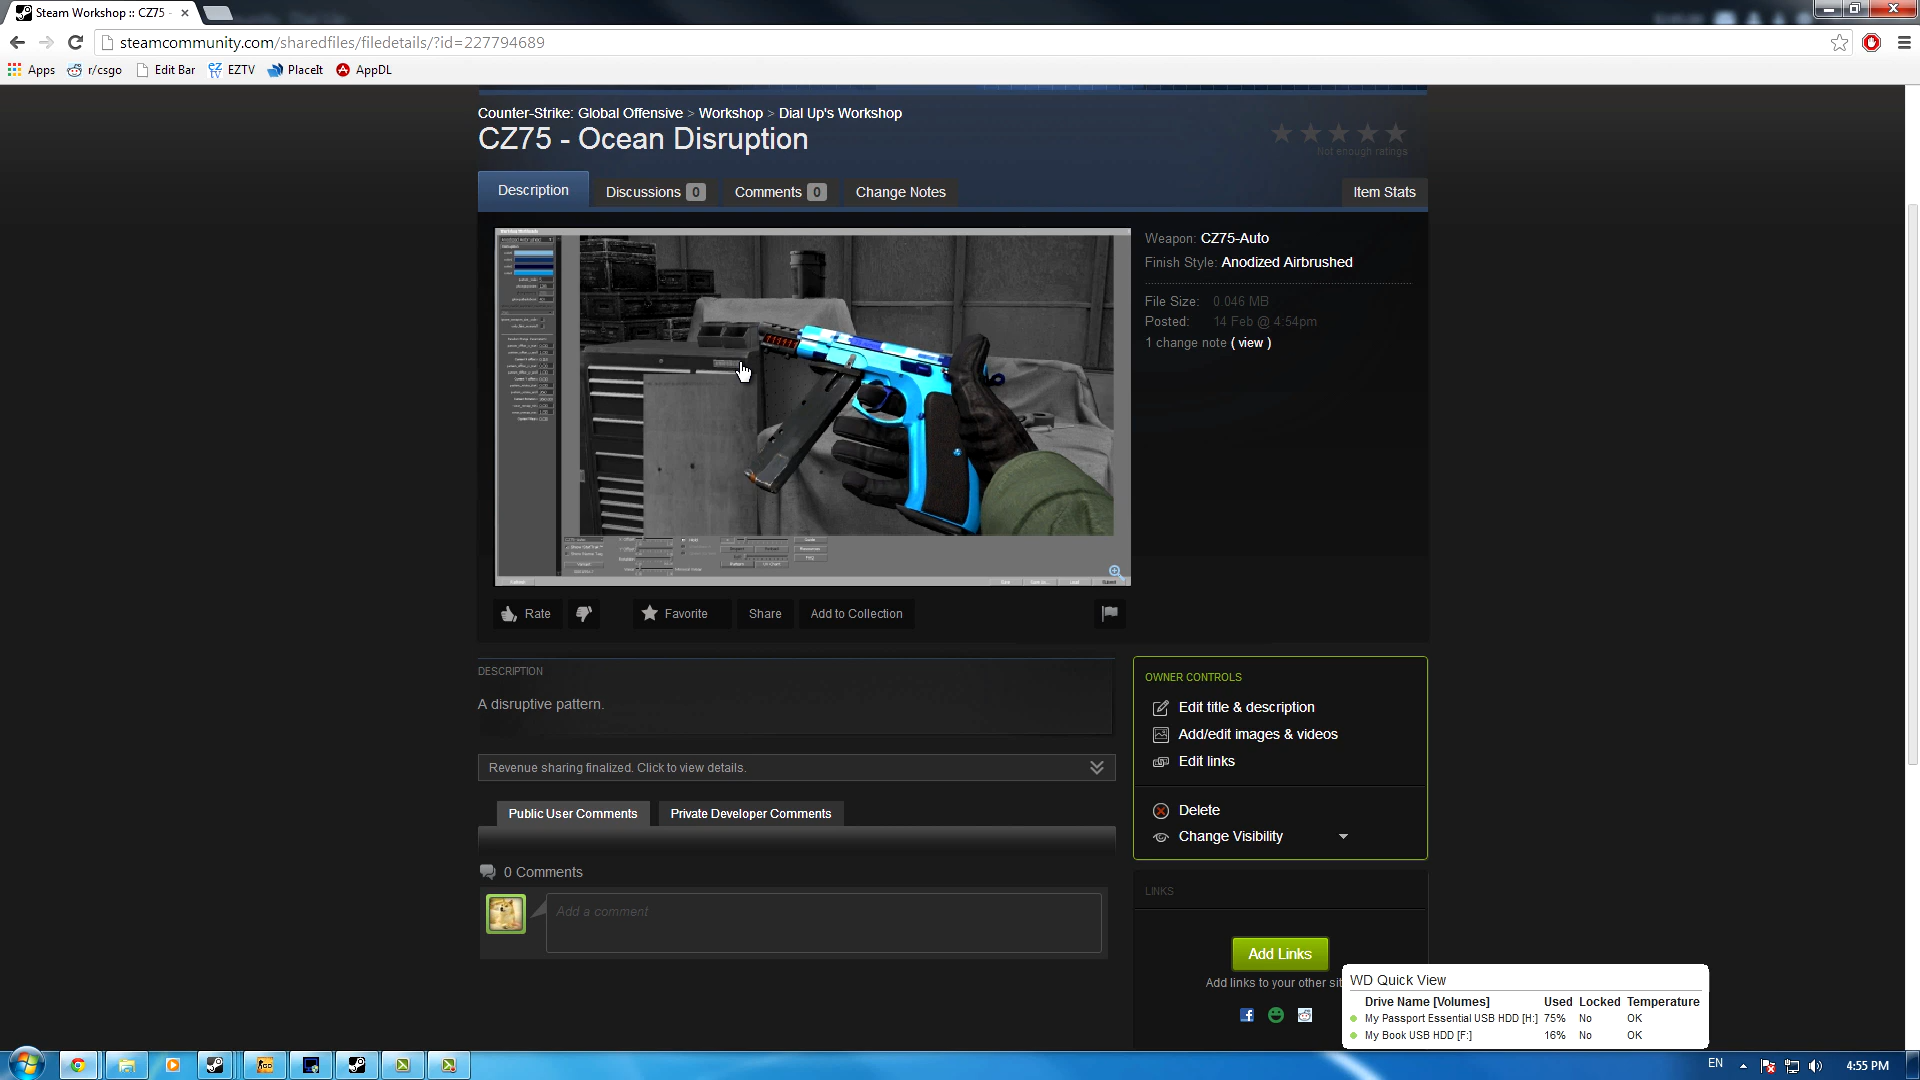 Steam Workshop :: CZ75 -
steamcommunity.com/sharedfiles/filedetails/?id=227794689
Apps r/csgo Edit Bar EZTV PlaceIt AppDL
Counter-Strike: Global Offensive > Workshop > Dial Up's Workshop
CZ75 - Ocean Disruption
Not enough ratings
Description Discussions 0 Comments 0 Change Notes Item Stats
Weapon: CZ75-Auto
Finish Style: Anodized Airbrushed
File Size: 0.046 MB
Posted: 14 Feb @ 4:54pm
1 change note ( view )
Rate Favorite Share Add to Collection
DESCRIPTION
A disruptive pattern.
Revenue sharing finalized. Click to view details.
Public User Comments Private Developer Comments
0 Comments
Add a comment
OWNER CONTROLS
Edit title & description
Add/edit images & videos
Edit links
Delete
Change Visibility
LINKS
Add Links
Add links to your other sit
WD Quick View
Drive Name [Volumes] Used Locked Temperature
My Passport Essential USB HDD [H:] 75% No OK
My Book USB HDD [F:] 16% No OK
EN 4:55 PM